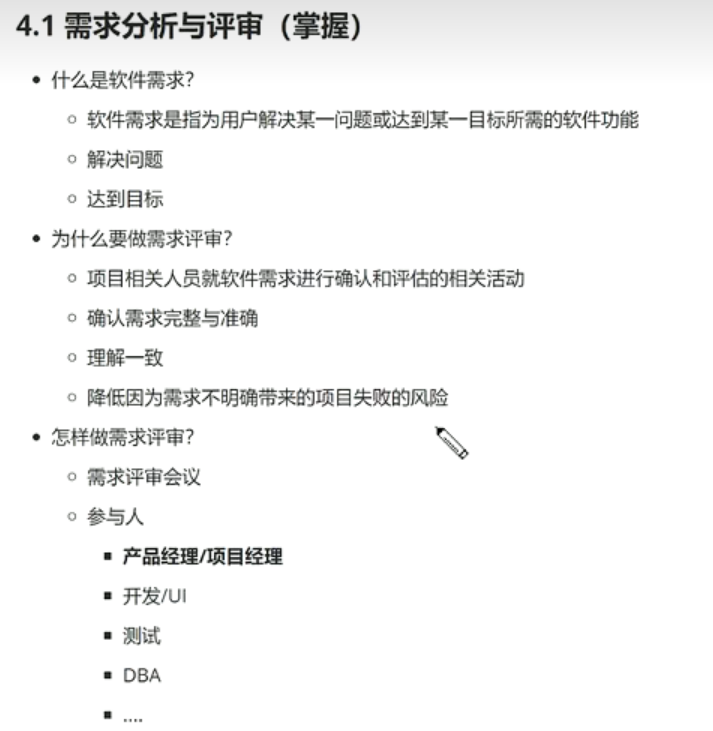 4.1 需求分析与评审（掌握）
什么是软件需求？
软件需求是指为用户解决某一问题或达到某一目标所需的软件功能
解决问题
达到目标
为什么要做需求评审？
项目相关人员就软件需求进行确认和评估的相关活动
确认需求完整与准确
理解一致
降低因为需求不明确带来的项目失败的风险
怎样做需求评审？
需求评审会议
参与人
产品经理/项目经理
开发/UI
测试
DBA
....